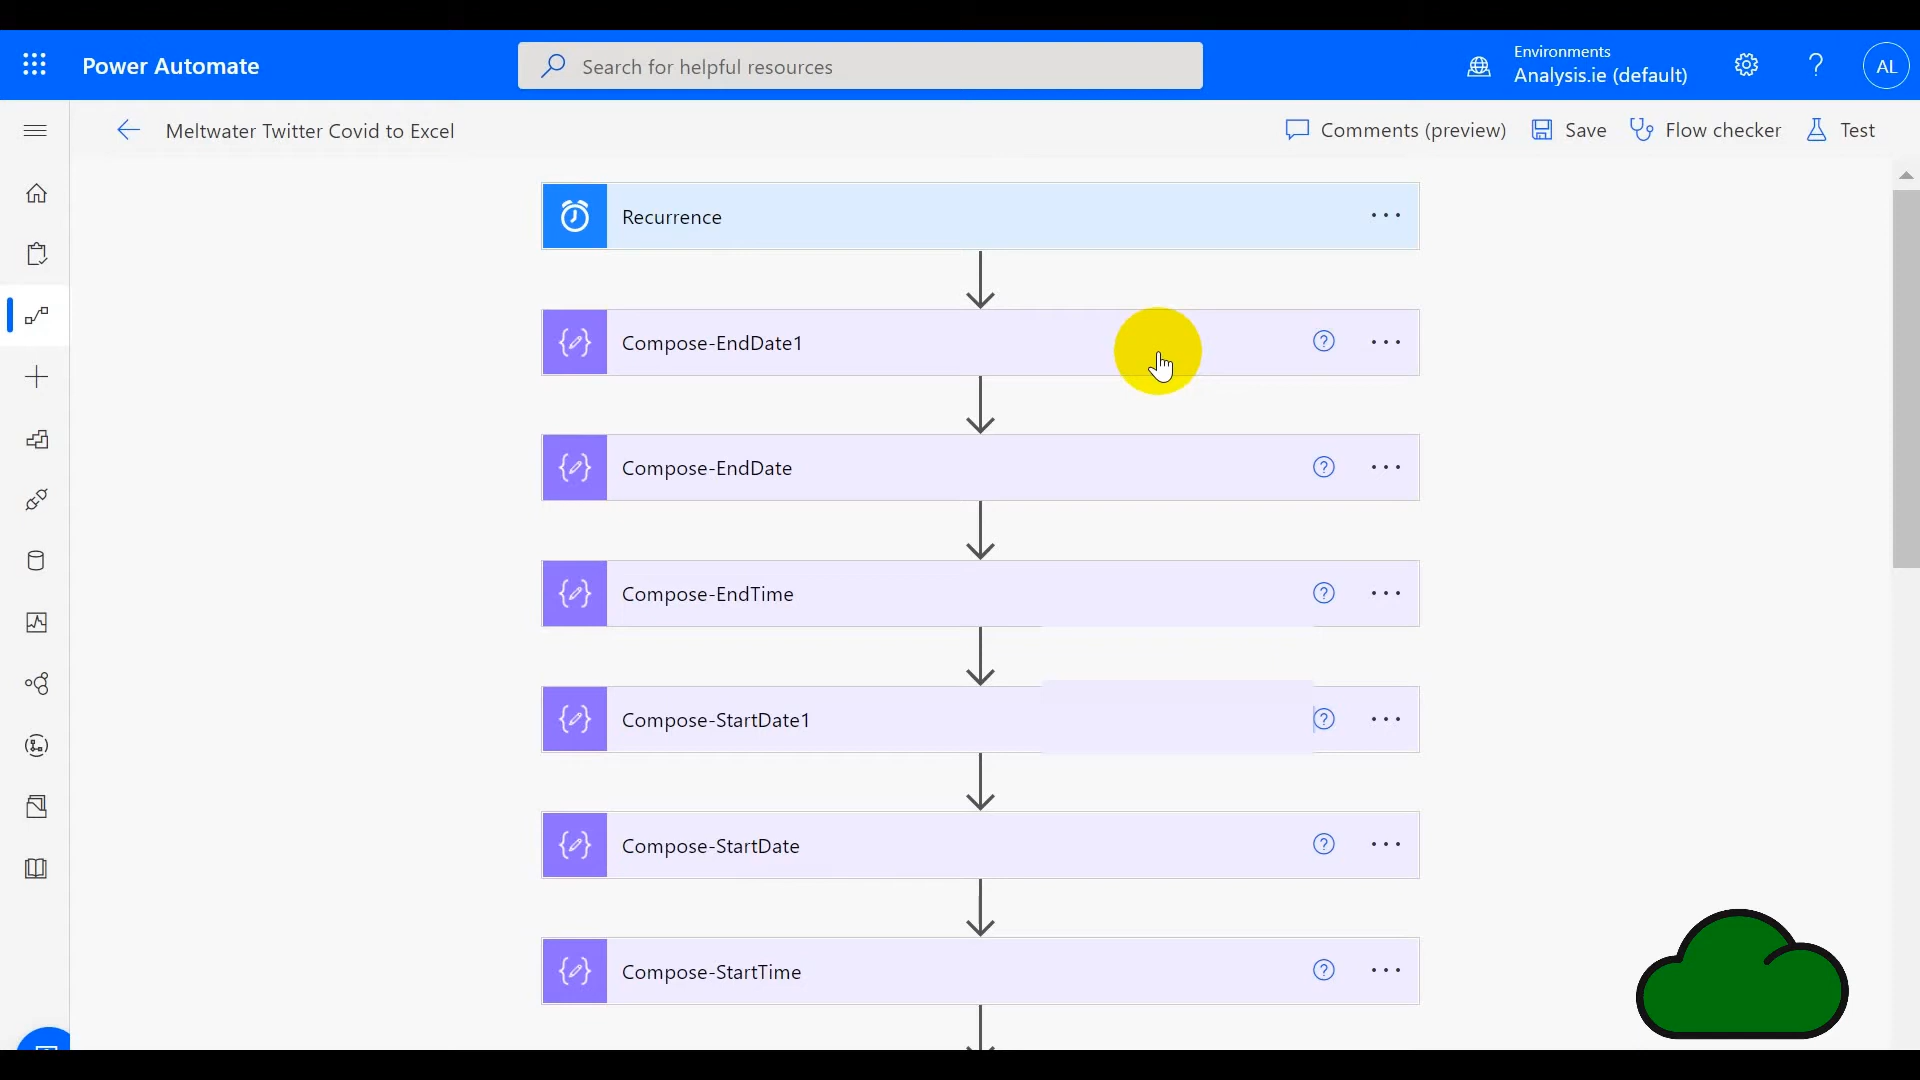 Power Automate
Search for helpful resources
Environments
Analysis.ie (default)
AL
Meltwater Twitter Covid to Excel
Comments (preview)
Save
Flow checker
Test
Recurrence
Compose-EndDate1
Compose-EndDate
Compose-EndTime
Compose-StartDate1
Compose-StartDate
Compose-StartTime